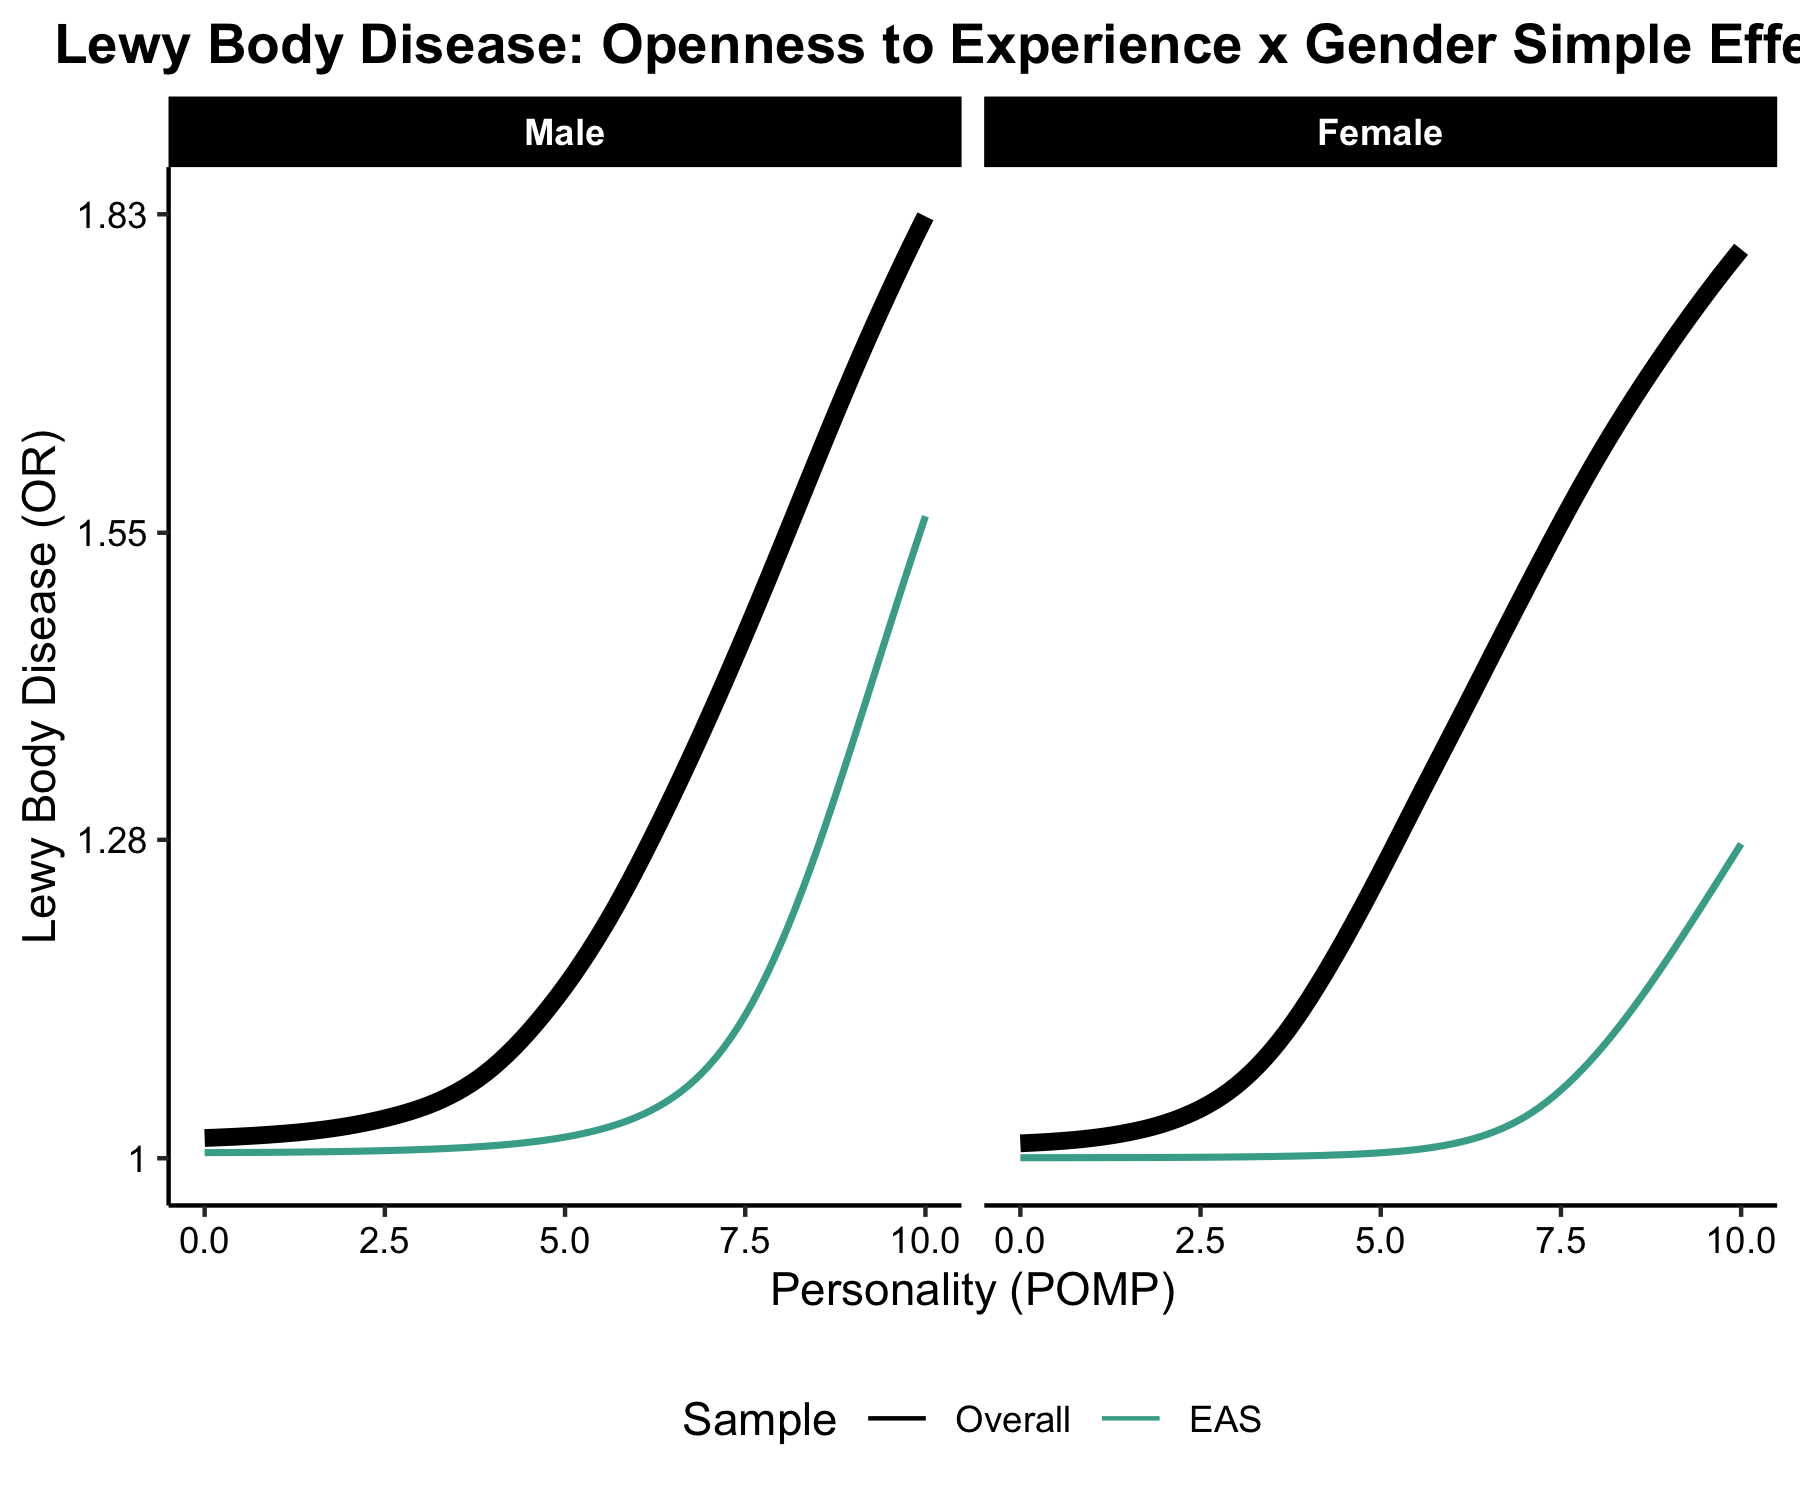 Lewy Body Disease: Openness to Experience x Gender Simple Effe
Male Female
Lewy Body Disease (OR)
1.83
1.55
1.28
1
0.0 2.5 5.0 7.5 10.0 0.0 2.5 5.0 7.5 10.0
Personality (POMP)
Sample Overall EAS